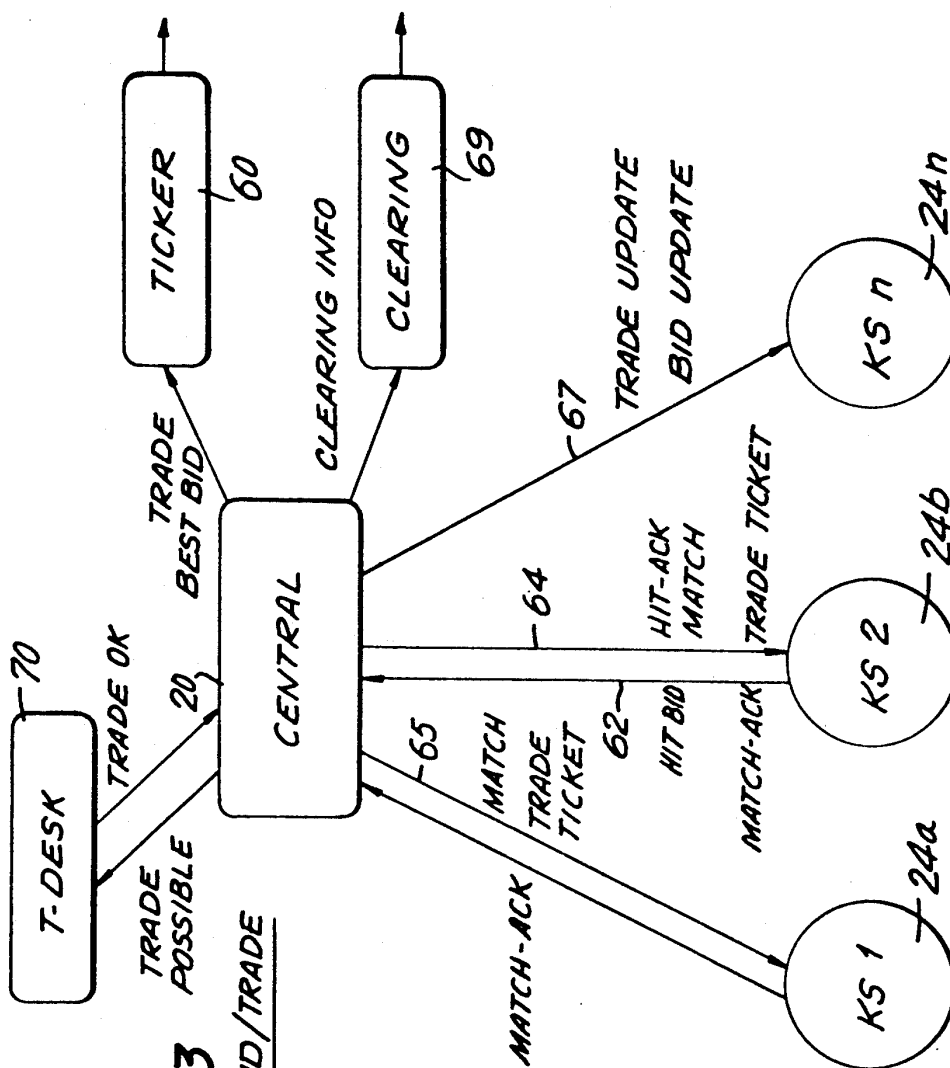 T-DESK
70
TRADE OK
TRADE
POSSIBLE
20
CENTRAL
TRADE
BEST BID
TICKER
60
CLEARING INFO
CLEARING
69
3
D/TRADE
MATCH-ACK
65
MATCH
TRADE
TICKET
62
HIT BID
MATCH-ACK
64
HIT-ACK
MATCH
TRADE TICKET
67
TRADE UPDATE
BID UPDATE
KS 1
24a
KS 2
24b
KS n
24n